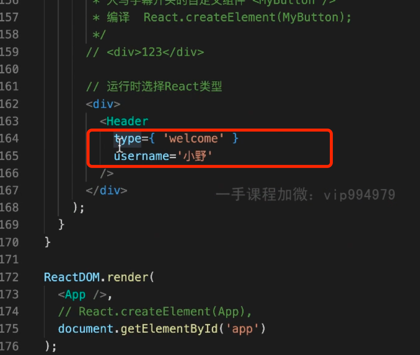 156
* 大写字幕开头的自定义组件 <MyButton />
157
* 编译 React.createElement(MyButton);
158
*/
159
// <div>123</div>
160
161
// 运行时选择React类型
162
<div>
163
<Header
164
type={ 'welcome' }
165
username='小野'
166
/>
167
</div>
168
);
169
}
170
}
171
172
ReactDOM.render(
173
<App />,
174
// React.createElement(App),
175
document.getElementById('app')
176
);
一手课程加微:vip994979